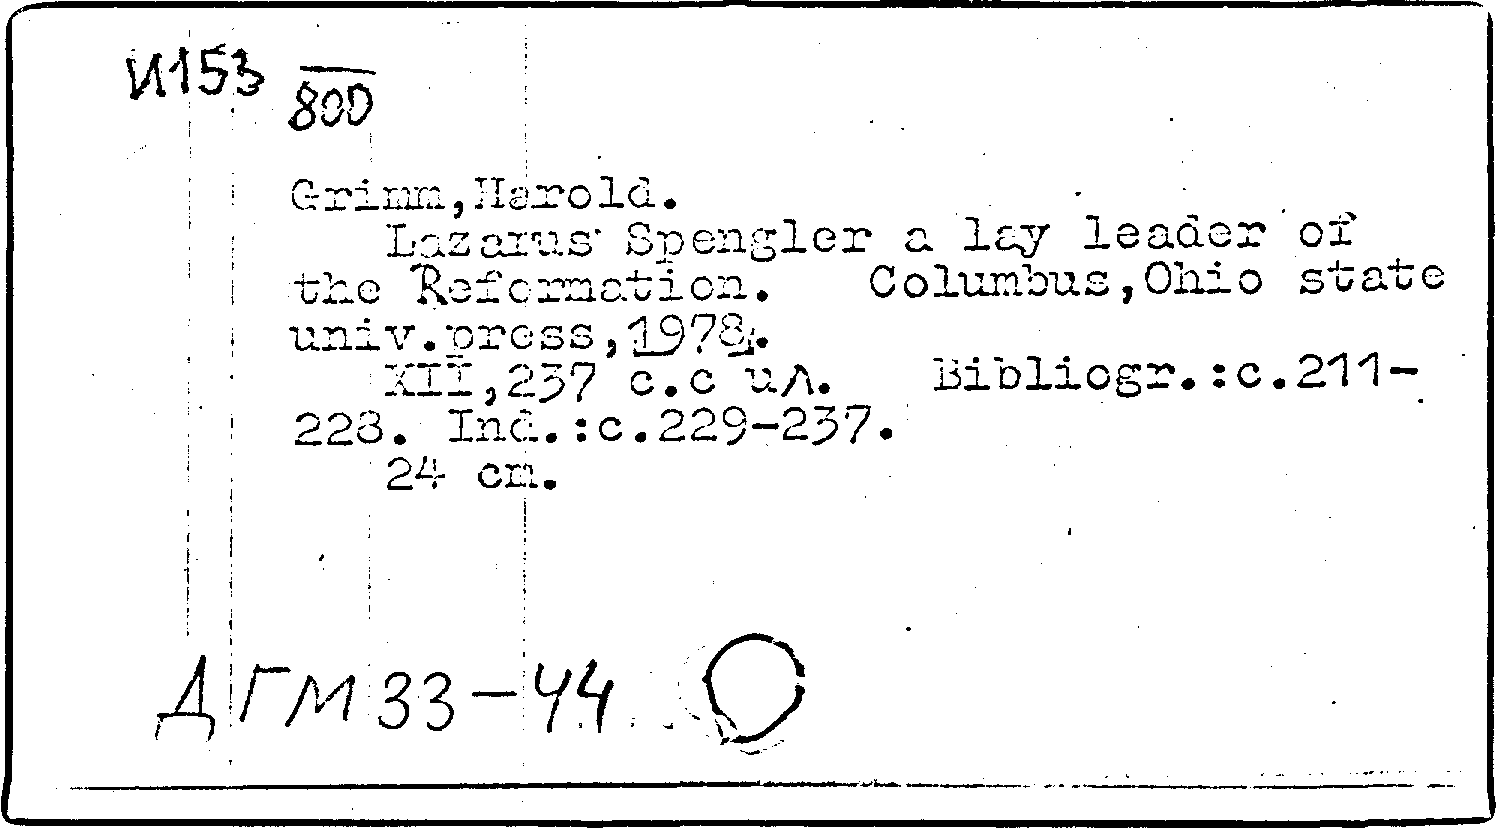 И153 800
Grimm,Harold.
Lazarus Spengler a lay leader of
the Reformation. Columbus,Ohio state
univ.press,1978.
XII,237 c.с ил. Bibliogr.:c.211-
228. Ind.:c.229-237.
24 cm.
ДГМ 33-44